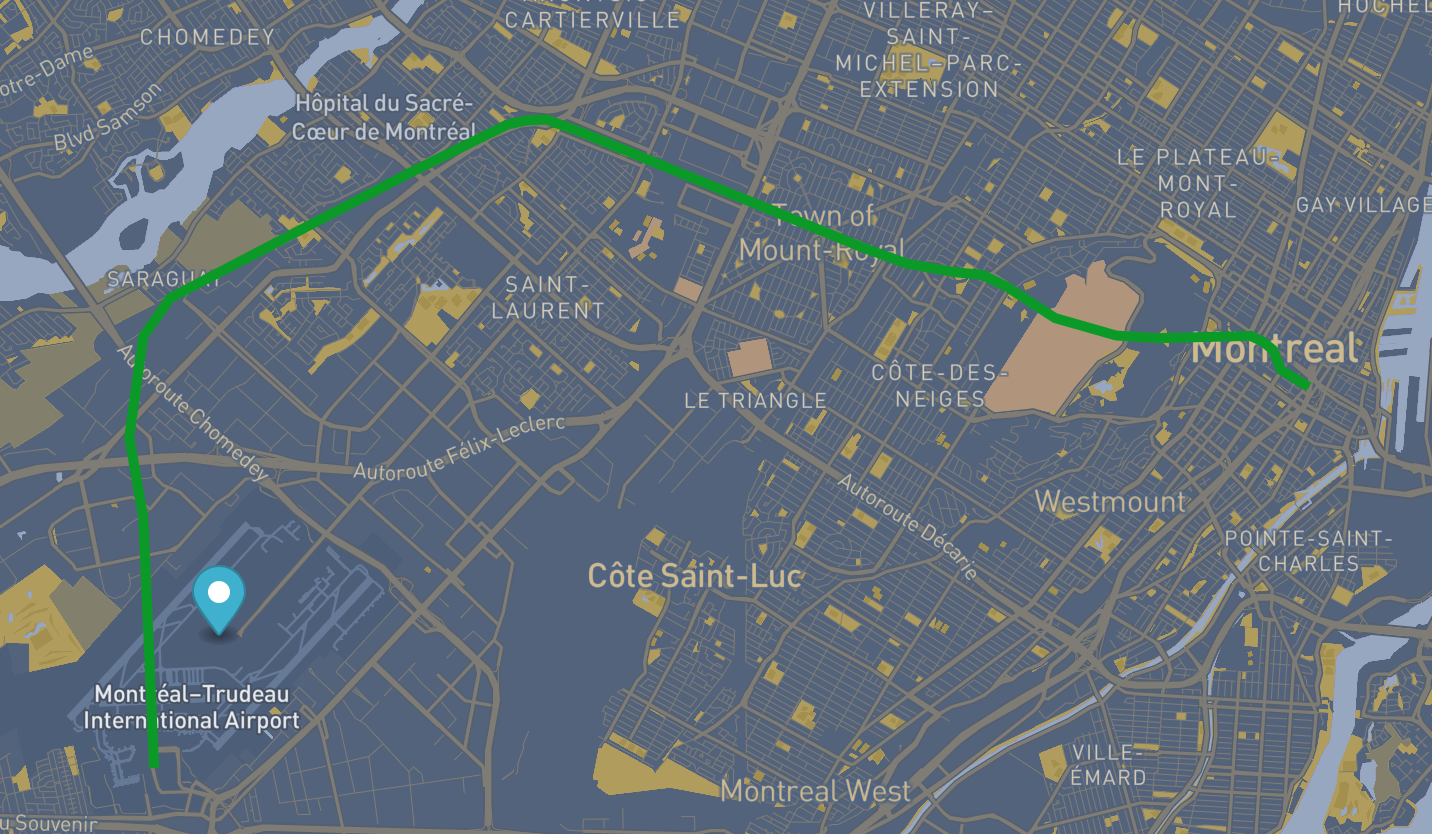 CARTIERVILLE
VILLERAY–
SAINT-
MICHEL–PARC-
EXTENSION
CHOMEDEY
Blvd Samson
Hôpital du Sacré-
Cœur de Montréal
LE PLATEAU-
MONT-
ROYAL
GAY VILLAGE
Town of
Mount-Royal
SARAGUAY
SAINT-
LAURENT
Montreal
Autoroute Chomedey
CÔTE-DES-
NEIGES
LE TRIANGLE
Autoroute Félix-Leclerc
Autoroute Décarie
Westmount
POINTE-SAINT-
CHARLES
Côte Saint-Luc
Montréal–Trudeau
International Airport
VILLE-
ÉMARD
Montreal West
u Souvenir